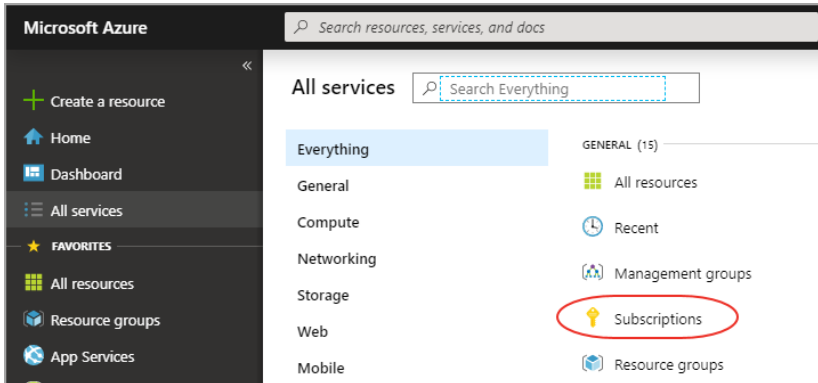 Microsoft Azure
Search resources, services, and docs
«
Create a resource
Home
Dashboard
All services
FAVORITES
All resources
Resource groups
App Services
All services
Search Everything
Everything
General
Compute
Networking
Storage
Web
Mobile
GENERAL (15)
All resources
Recent
Management groups
Subscriptions
Resource groups